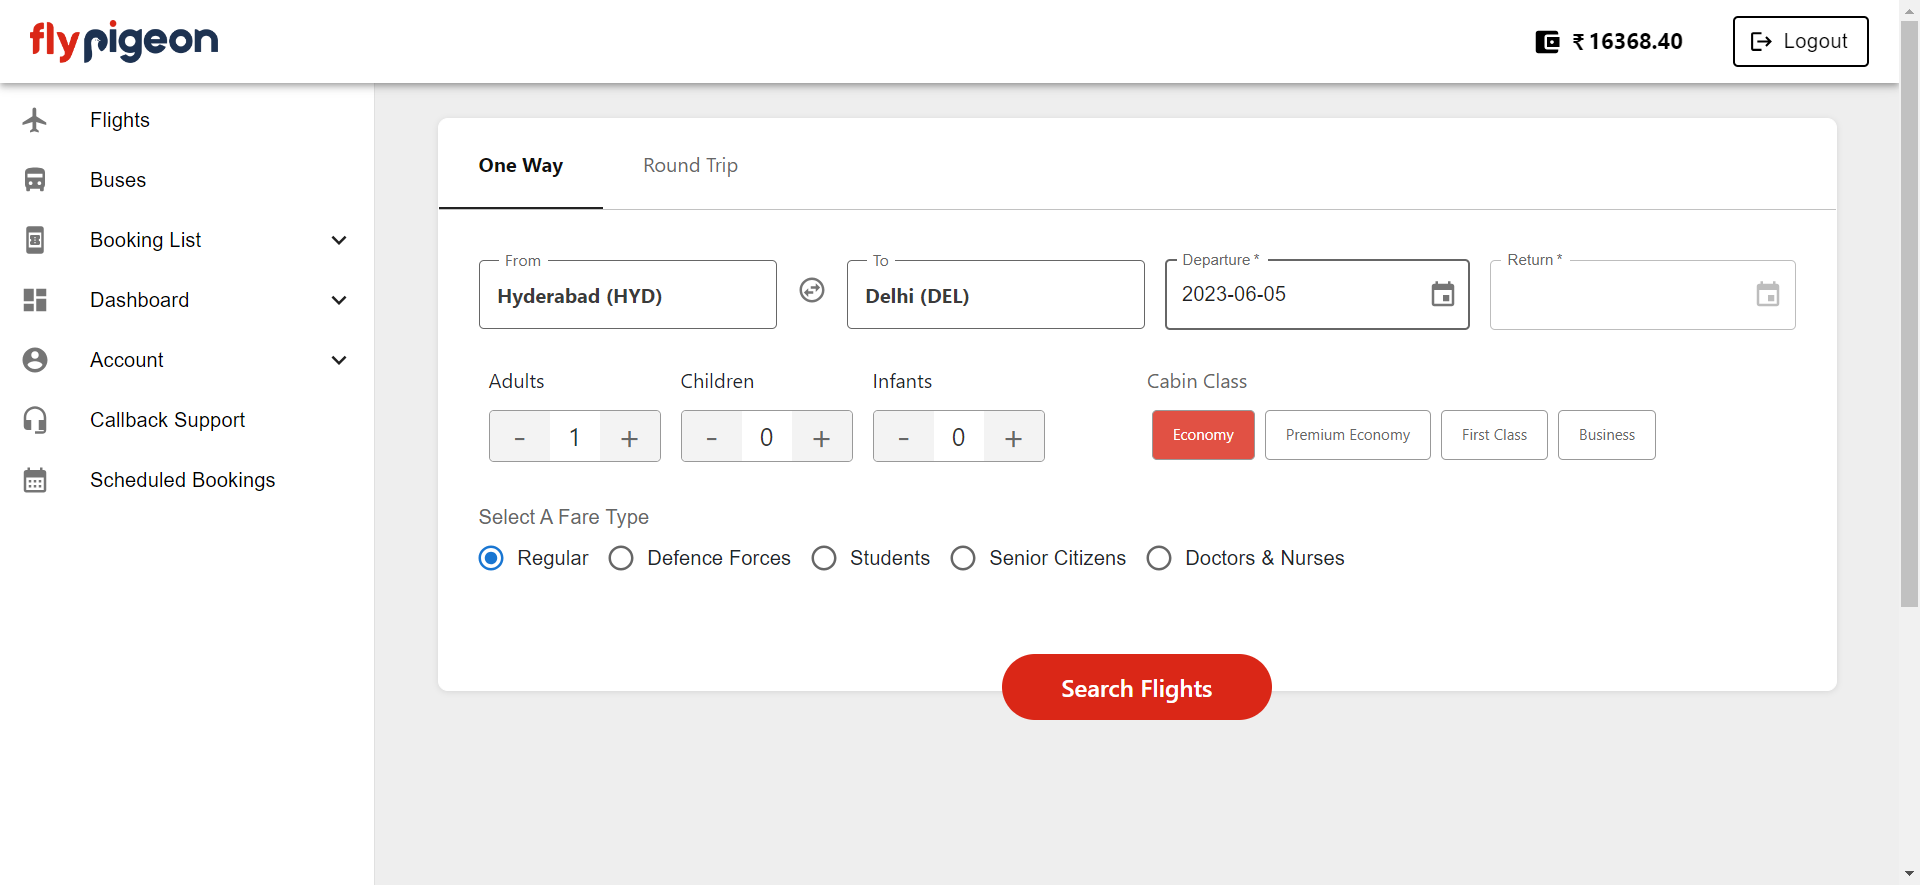 flypigeon
₹ 16368.40
Logout
Flights
Buses
Booking List
Dashboard
Account
Callback Support
Scheduled Bookings
One Way
Round Trip
From
Hyderabad (HYD)
To
Delhi (DEL)
Departure *
2023-06-05
Return *
Adults
Children
Infants
Cabin Class
- 1 +
- 0 +
- 0 +
Economy
Premium Economy
First Class
Business
Select A Fare Type
Regular
Defence Forces
Students
Senior Citizens
Doctors & Nurses
Search Flights